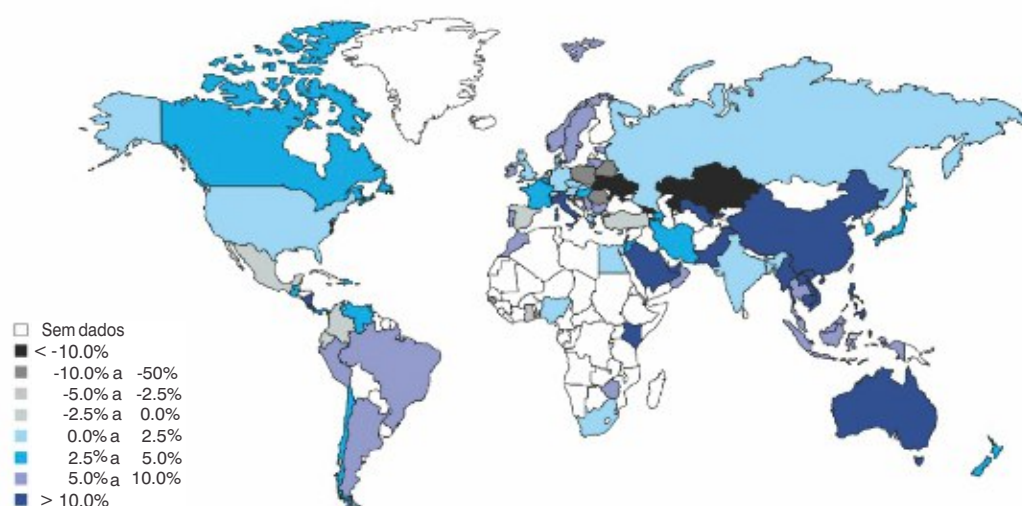 Sem dados
< -10.0%
-10.0% a -50%
-5.0% a -2.5%
-2.5% a 0.0%
0.0% a 2.5%
2.5% a 5.0%
5.0% a 10.0%
> 10.0%